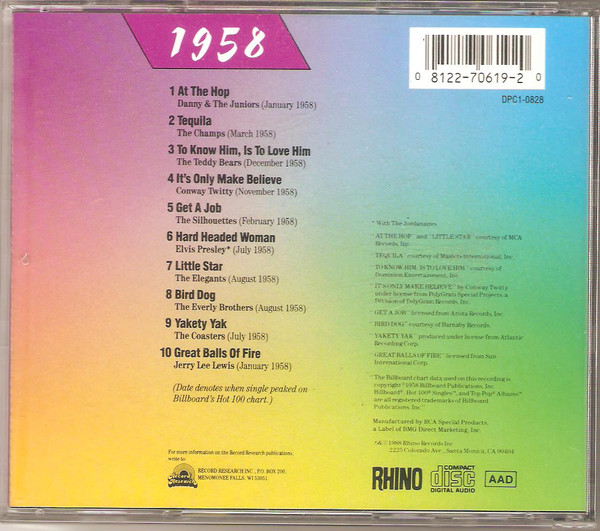 1958
0 8122-70619-2 0
DPC1-0828
1 At The Hop
Danny & The Juniors (January 1958)
2 Tequila
The Champs (March 1958)
3 To Know Him, Is To Love Him
The Teddy Bears (December 1958)
4 It's Only Make Believe
Conway Twitty (November 1958)
5 Get A Job
The Silhouettes (February 1958)
6 Hard Headed Woman
Elvis Presley* (July 1958)
7 Little Star
The Elegants (August 1958)
8 Bird Dog
The Everly Brothers (August 1958)
9 Yakety Yak
The Coasters (July 1958)
10 Great Balls Of Fire
Jerry Lee Lewis (January 1958)
(Date denotes when single peaked on
Billboard's Hot 100 chart.)
* With The Jordanaires
"AT THE HOP" and "LITTLE STAR" courtesy of MCA
Records, Inc.
"TEQUILA" courtesy of Masters International, Inc.
"TO KNOW HIM, IS TO LOVE HIM" courtesy of
Dominion Entertainment, Inc.
"IT'S ONLY MAKE BELIEVE" by Conway Twitty
under license from PolyGram Special Projects, a
Division of PolyGram Records, Inc.
"GET A JOB" licensed from Arista Records, Inc.
"BIRD DOG" courtesy of Barnaby Records.
"YAKETY YAK" produced under license from Atlantic
Recording Corp.
"GREAT BALLS OF FIRE" licensed from Sun
International Corp.
The Billboard chart data used on this recording is
copyright ©1958 Billboard Publications, Inc.
Billboard®, Hot 100® Singles™, and Top Pop® Albums™
are all registered trademarks of Billboard
Publications, Inc.
Manufactured by RCA Special Products,
a Label of BMG Direct Marketing, Inc.
℗& ©1988 Rhino Records Inc.
2225 Colorado Ave., Santa Monica, CA 90404
For more information on the Record Research publications,
write to:
Record Research
RECORD RESEARCH INC., P.O. BOX 200,
MENOMONEE FALLS, WI 53051
RHINO
COMPACT
disc
DIGITAL AUDIO
AAD